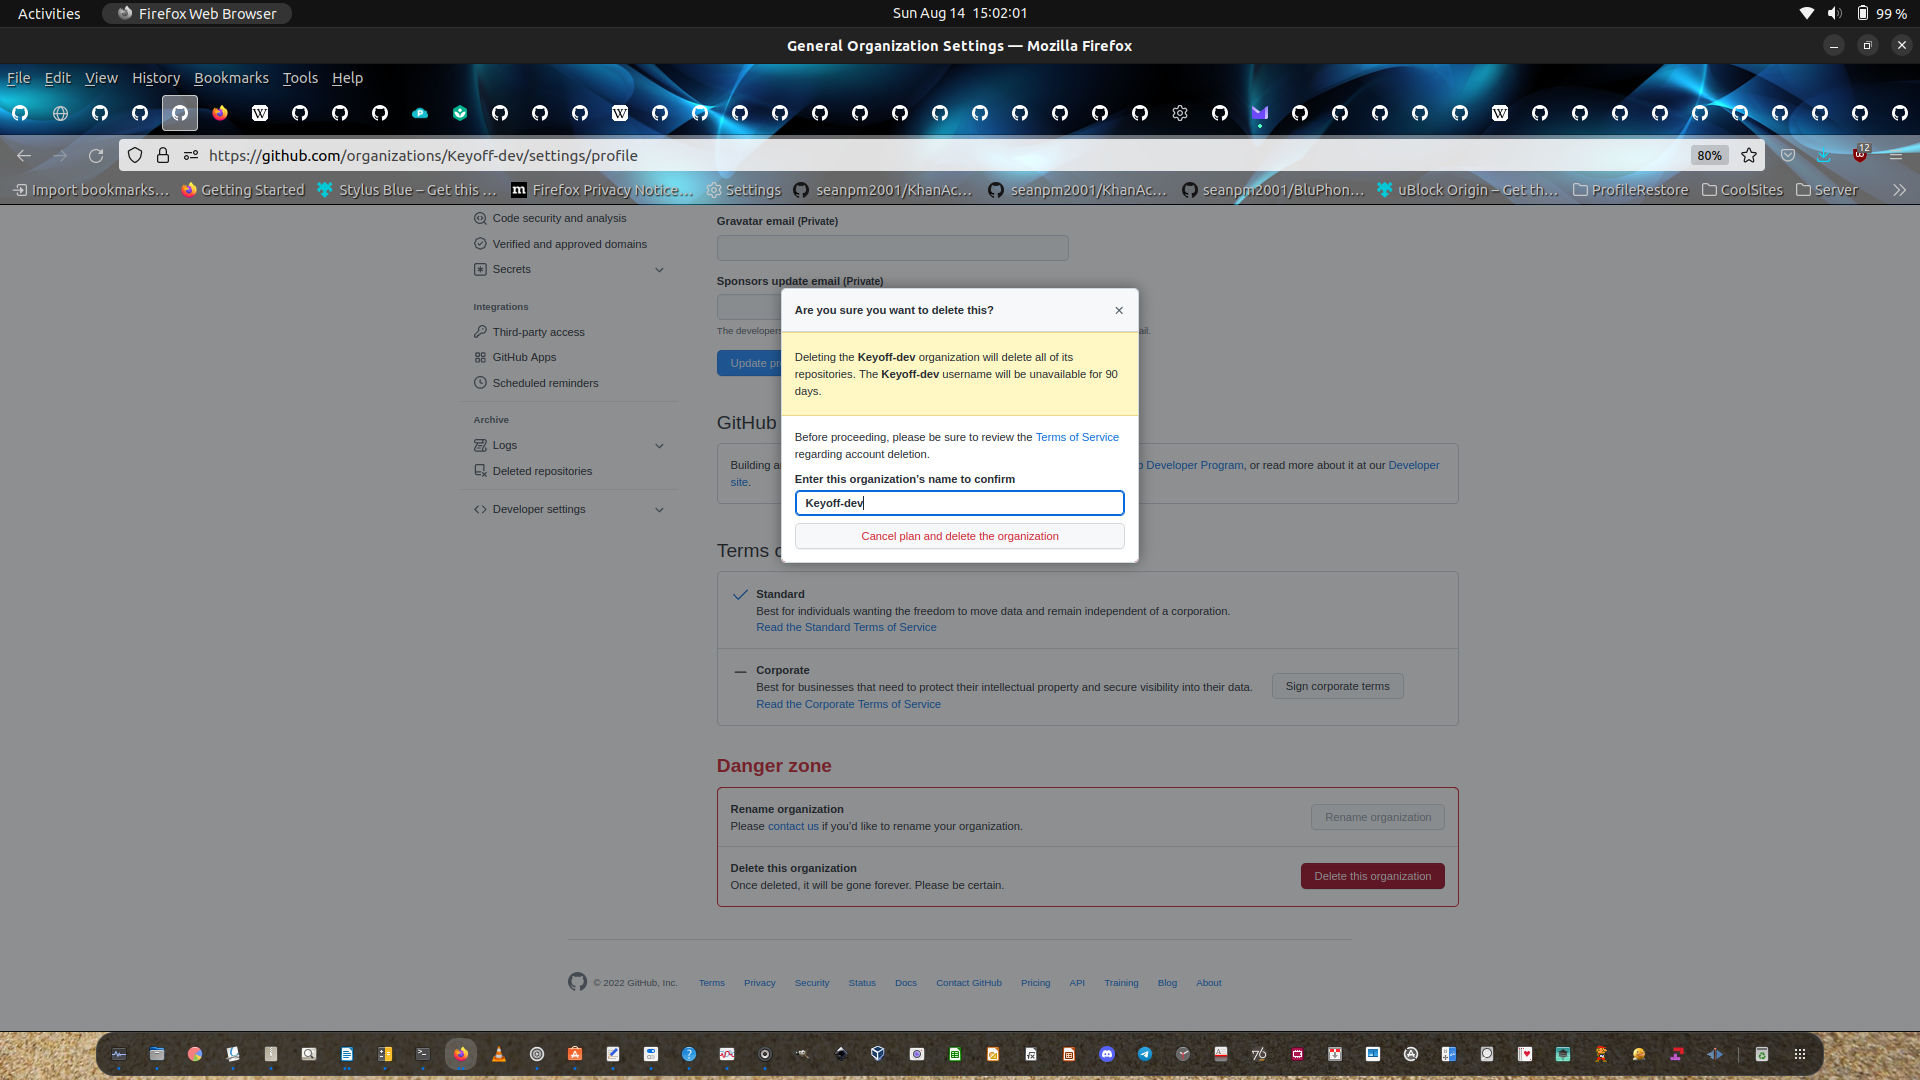 Activities
Firefox Web Browser
Sun Aug 14 15:02:01
99 %
General Organization Settings — Mozilla Firefox
File Edit View History Bookmarks Tools Help
https://github.com/organizations/Keyoff-dev/settings/profile
80%
12
Import bookmarks…
Getting Started
Stylus Blue – Get this …
Firefox Privacy Notice…
Settings
seanpm2001/KhanAc…
seanpm2001/KhanAc…
seanpm2001/BluPhon…
uBlock Origin – Get th…
ProfileRestore
CoolSites
Server
Code security and analysis
Verified and approved domains
Secrets
Integrations
Third-party access
GitHub Apps
Scheduled reminders
Archive
Logs
Deleted repositories
Developer settings
Gravatar email (Private)
Sponsors update email (Private)
The developer
ail.
Update pr
GitHub
Building a
Developer Program, or read more about it at our Developer
site.
Are you sure you want to delete this?
Deleting the Keyoff-dev organization will delete all of its
repositories. The Keyoff-dev username will be unavailable for 90
days.
Before proceeding, please be sure to review the Terms of Service
regarding account deletion.
Enter this organization's name to confirm
Keyoff-dev
Cancel plan and delete the organization
Terms o
Standard
Best for individuals wanting the freedom to move data and remain independent of a corporation.
Read the Standard Terms of Service
Corporate
Best for businesses that need to protect their intellectual property and secure visibility into their data.
Read the Corporate Terms of Service
Sign corporate terms
Danger zone
Rename organization
Please contact us if you'd like to rename your organization.
Rename organization
Delete this organization
Once deleted, it will be gone forever. Please be certain.
Delete this organization
© 2022 GitHub, Inc.
Terms
Privacy
Security
Status
Docs
Contact GitHub
Pricing
API
Training
Blog
About